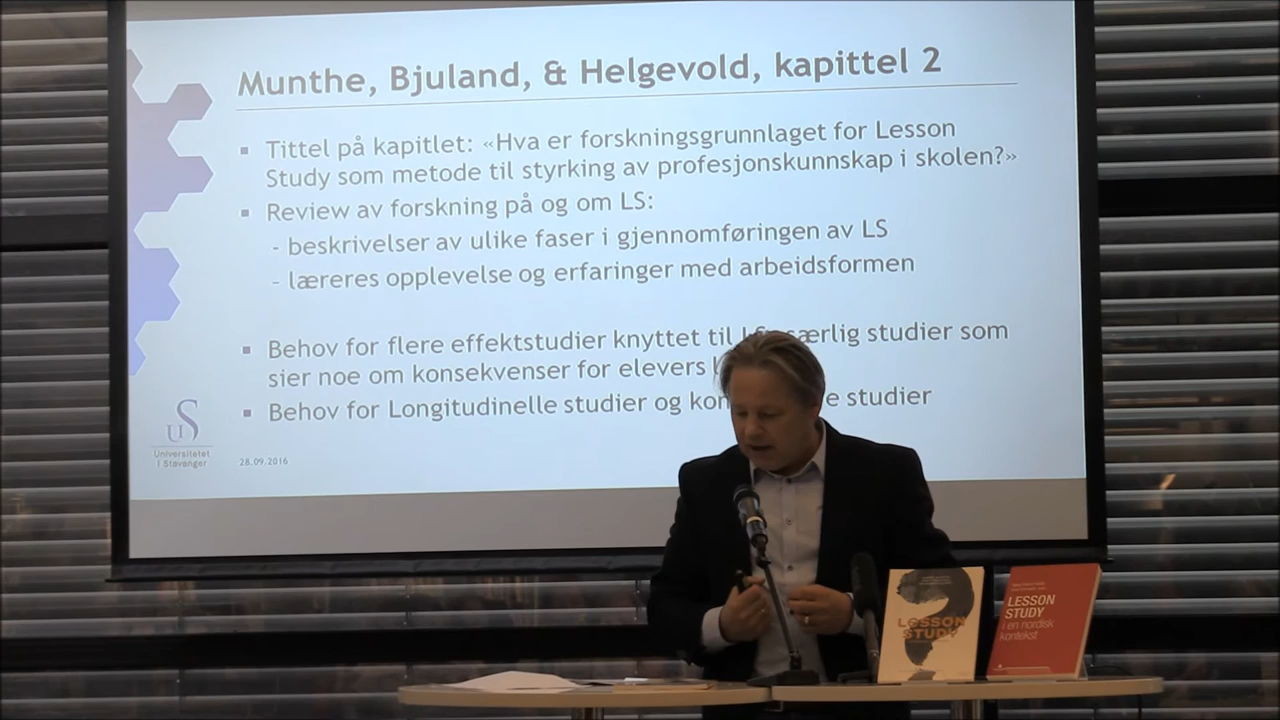 Munthe, Bjuland, & Helgevold, kapittel 2
▪ Tittel på kapitlet: «Hva er forskningsgrunnlaget for Lesson
Study som metode til styrking av profesjonskunnskap i skolen?»
▪ Review av forskning på og om LS:
- beskrivelser av ulike faser i gjennomføringen av LS
- læreres opplevelse og erfaringer med arbeidsformen
▪ Behov for flere effektstudier knyttet til særlig studier som
sier noe om konsekvenser for elevers
▪ Behov for Longitudinelle studier og studier
UiS
Universitetet
i Stavanger
28.09.2016
LESSON
STUDY
LESSON
STUDY
i en nordisk
kontekst